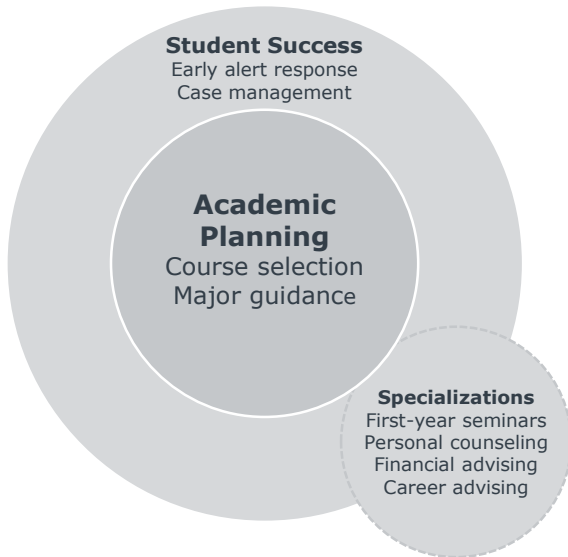 Student Success
Early alert response
Case management
Academic
Planning
Course selection
Major guidance
Specializations
First-year seminars
Personal counseling
Financial advising
Career advising